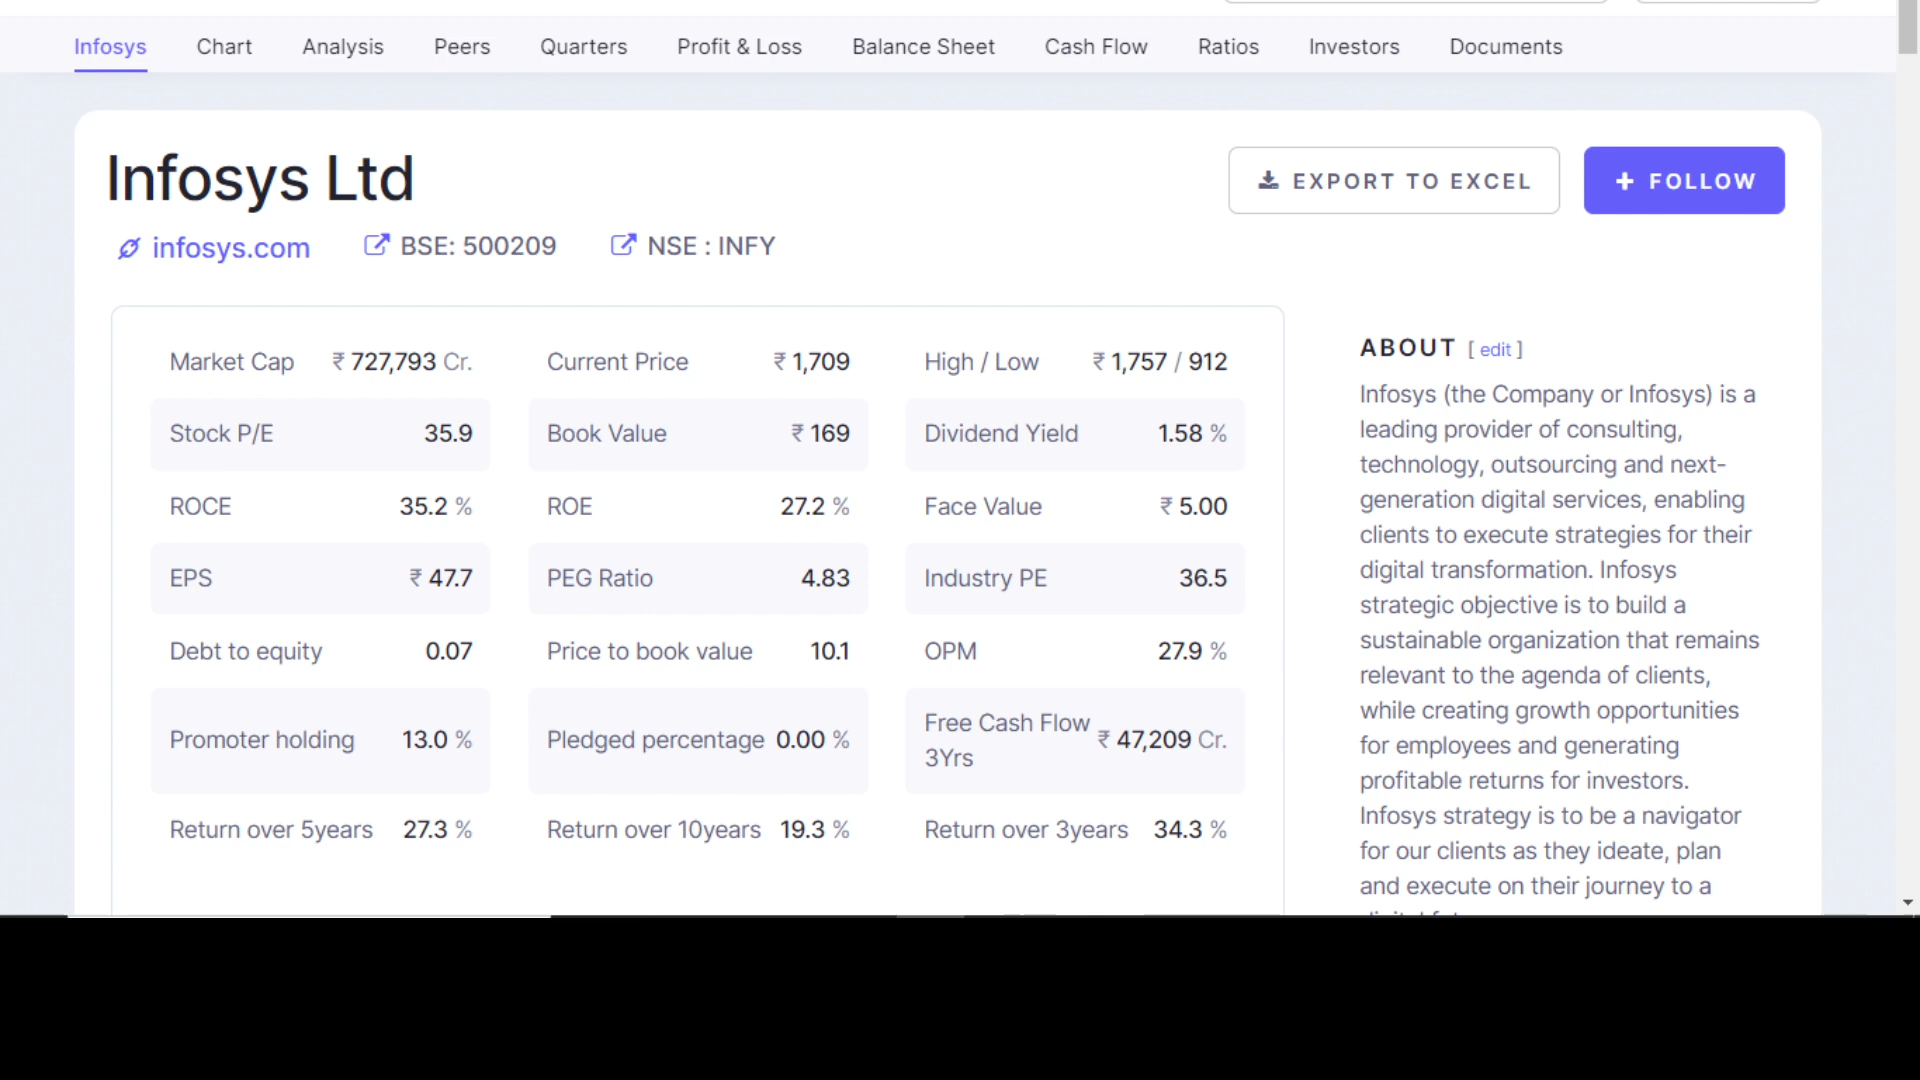 Infosys Chart Analysis Peers Quarters Profit & Loss Balance Sheet Cash Flow Ratios Investors Documents
Infosys Ltd
EXPORT TO EXCEL
+ FOLLOW
infosys.com BSE: 500209 NSE : INFY
Market Cap ₹ 727,793 Cr. Current Price ₹ 1,709 High / Low ₹ 1,757 / 912
Stock P/E 35.9 Book Value ₹ 169 Dividend Yield 1.58 %
ROCE 35.2 % ROE 27.2 % Face Value ₹ 5.00
EPS ₹ 47.7 PEG Ratio 4.83 Industry PE 36.5
Debt to equity 0.07 Price to book value 10.1 OPM 27.9 %
Promoter holding 13.0 % Pledged percentage 0.00 % Free Cash Flow 3Yrs ₹ 47,209 Cr.
Return over 5years 27.3 % Return over 10years 19.3 % Return over 3years 34.3 %
ABOUT [ edit ]
Infosys (the Company or Infosys) is a
leading provider of consulting,
technology, outsourcing and next-
generation digital services, enabling
clients to execute strategies for their
digital transformation. Infosys
strategic objective is to build a
sustainable organization that remains
relevant to the agenda of clients,
while creating growth opportunities
for employees and generating
profitable returns for investors.
Infosys strategy is to be a navigator
for our clients as they ideate, plan
and execute on their journey to a